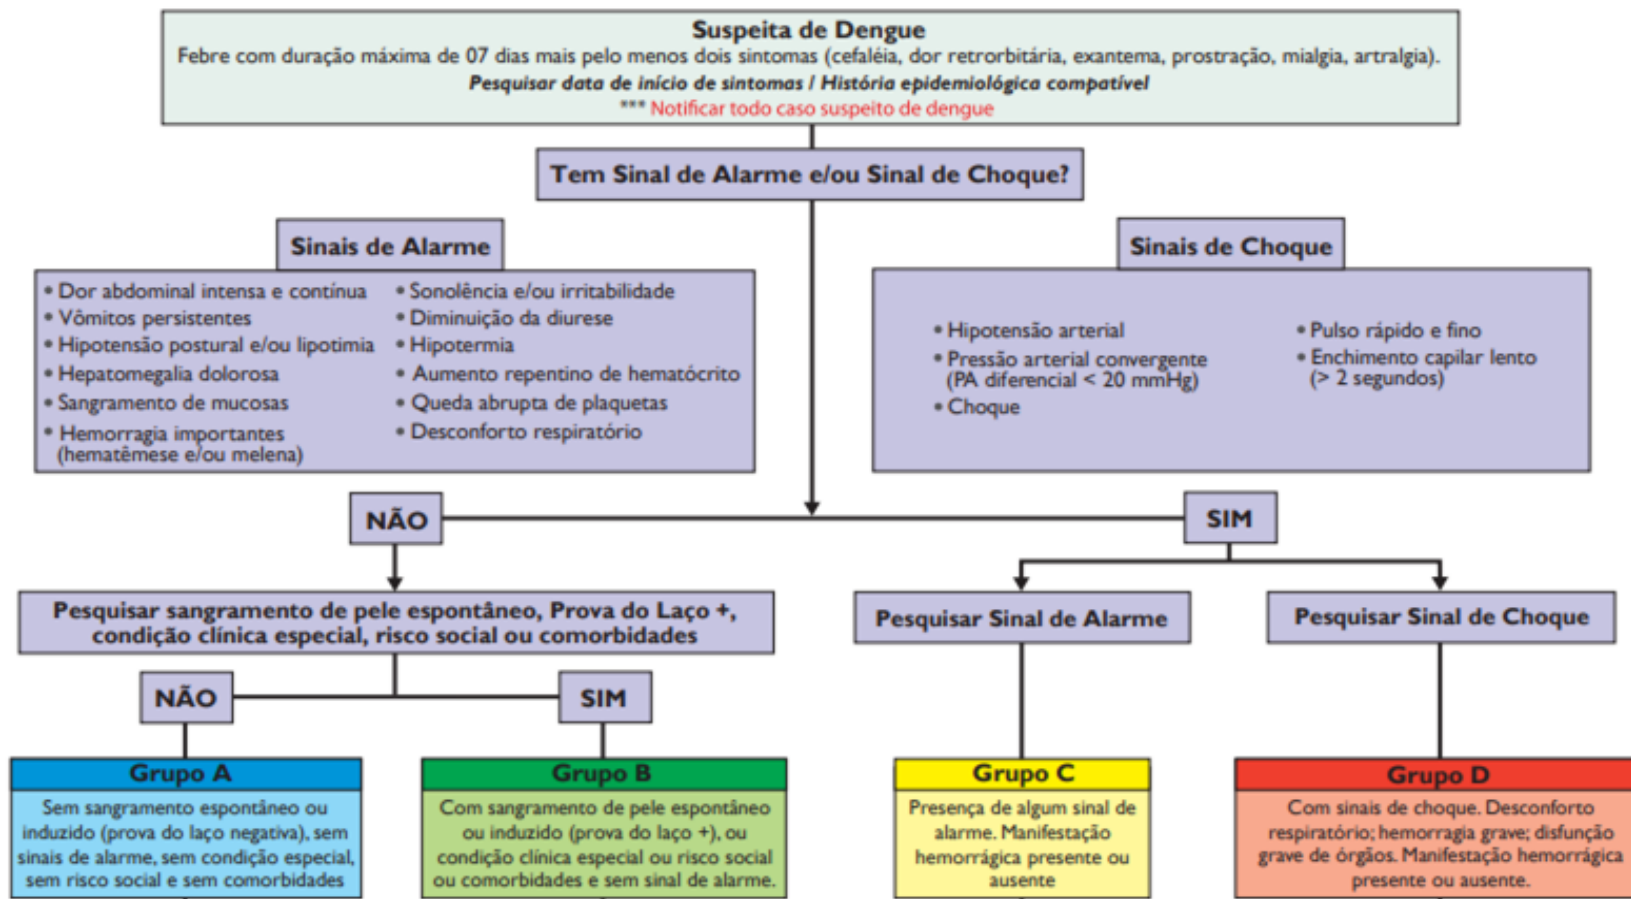 Suspeita de Dengue
Febre com duração máxima de 07 dias mais pelo menos dois sintomas (cefaléia, dor retrorbitária, exantema, prostração, mialgia, artralgia).
Pesquisar data de início de sintomas / História epidemiológica compatível
*** Notificar todo caso suspeito de dengue
Tem Sinal de Alarme e/ou Sinal de Choque?
Sinais de Alarme
• Dor abdominal intensa e contínua
• Vômitos persistentes
• Hipotensão postural e/ou lipotimia
• Hepatomegalia dolorosa
• Sangramento de mucosas
• Hemorragia importantes
(hematêmese e/ou melena)
• Sonolência e/ou irritabilidade
• Diminuição da diurese
• Hipotermia
• Aumento repentino de hematócrito
• Queda abrupta de plaquetas
• Desconforto respiratório
Sinais de Choque
• Hipotensão arterial
• Pressão arterial convergente
(PA diferencial < 20 mmHg)
• Choque
• Pulso rápido e fino
• Enchimento capilar lento
(> 2 segundos)
NÃO
SIM
Pesquisar sangramento de pele espontâneo, Prova do Laço +,
condição clínica especial, risco social ou comorbidades
Pesquisar Sinal de Alarme
Pesquisar Sinal de Choque
NÃO
SIM
Grupo A
Sem sangramento espontâneo ou
induzido (prova do laço negativa), sem
sinais de alarme, sem condição especial,
sem risco social e sem comorbidades
Grupo B
Com sangramento de pele espontâneo
ou induzido (prova do laço +), ou
condição clínica especial ou risco social
ou comorbidades e sem sinal de alarme.
Grupo C
Presença de algum sinal de
alarme. Manifestação
hemorrágica presente ou
ausente
Grupo D
Com sinais de choque. Desconforto
respiratório; hemorragia grave; disfunção
grave de órgãos. Manifestação hemorrágica
presente ou ausente.